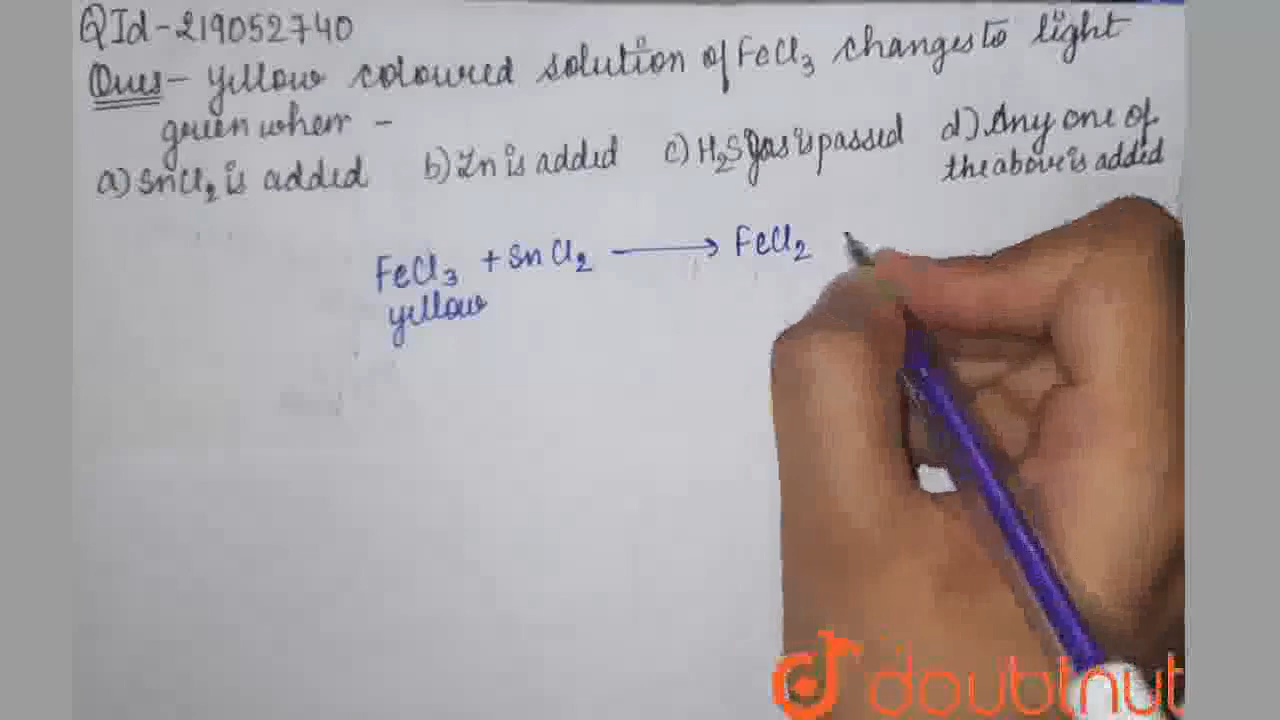 QId-219052740
Ques- yellow coloured solution of FeCl3 changes to light
green when -
a) SnCl2 is added b) Zn is added c) H2S gas is passed d) Any one of
the above is added
FeCl3 + SnCl2 ⟶ FeCl2
yellow
doubtnut